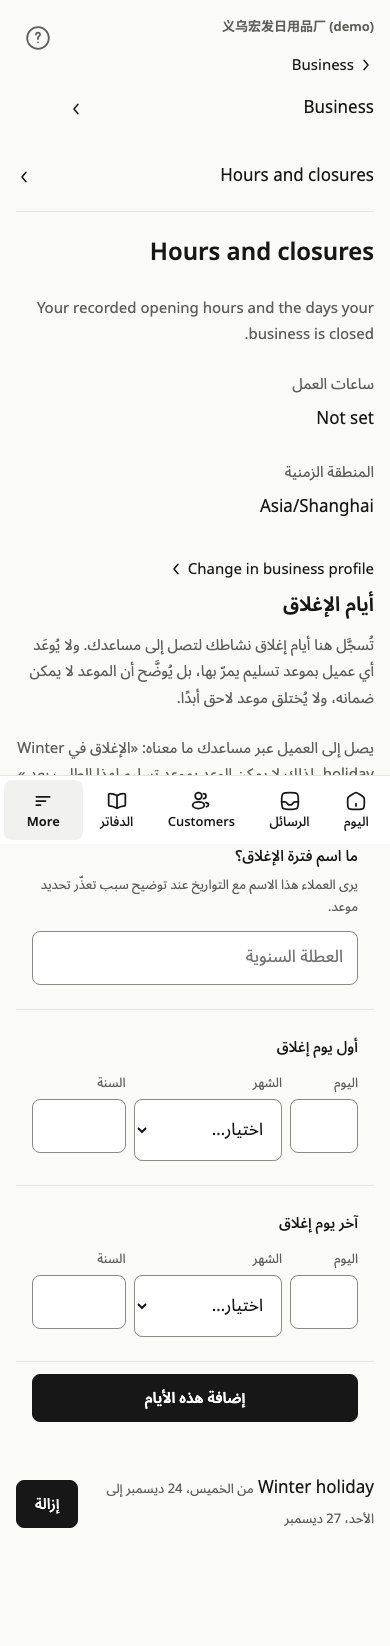 义乌宏发日用品厂 (demo)
Business
Business
Hours and closures
Hours and closures
Your recorded opening hours and the days your
business is closed.
ساعات العمل
Not set
المنطقة الزمنية
Asia/Shanghai
Change in business profile
أيام الإغلاق
تُسجَّل هنا أيام إغلاق نشاطك لتصل إلى مساعدك. ولا يُوعَد
أي عميل بموعد تسليم يمرّ بها، بل يُوضَّح أن الموعد لا يمكن
ضمانه، ولا يُختلق موعد لاحق أبدًا.
يصل إلى العميل عبر مساعدك ما معناه: «الإغلاق في Winter
اليوم
الرسائل
Customers
الدفاتر
More
ما اسم فترة الإغلاق؟
يرى العملاء هذا الاسم مع التواريخ عند توضيح سبب تعذّر تحديد
موعد.
العطلة السنوية
أول يوم إغلاق
اليوم الشهر السنة
اختيار...
آخر يوم إغلاق
اليوم الشهر السنة
اختيار...
إضافة هذه الأيام
Winter holiday من الخميس، 24 ديسمبر إلى
الأحد، 27 ديسمبر
إزالة